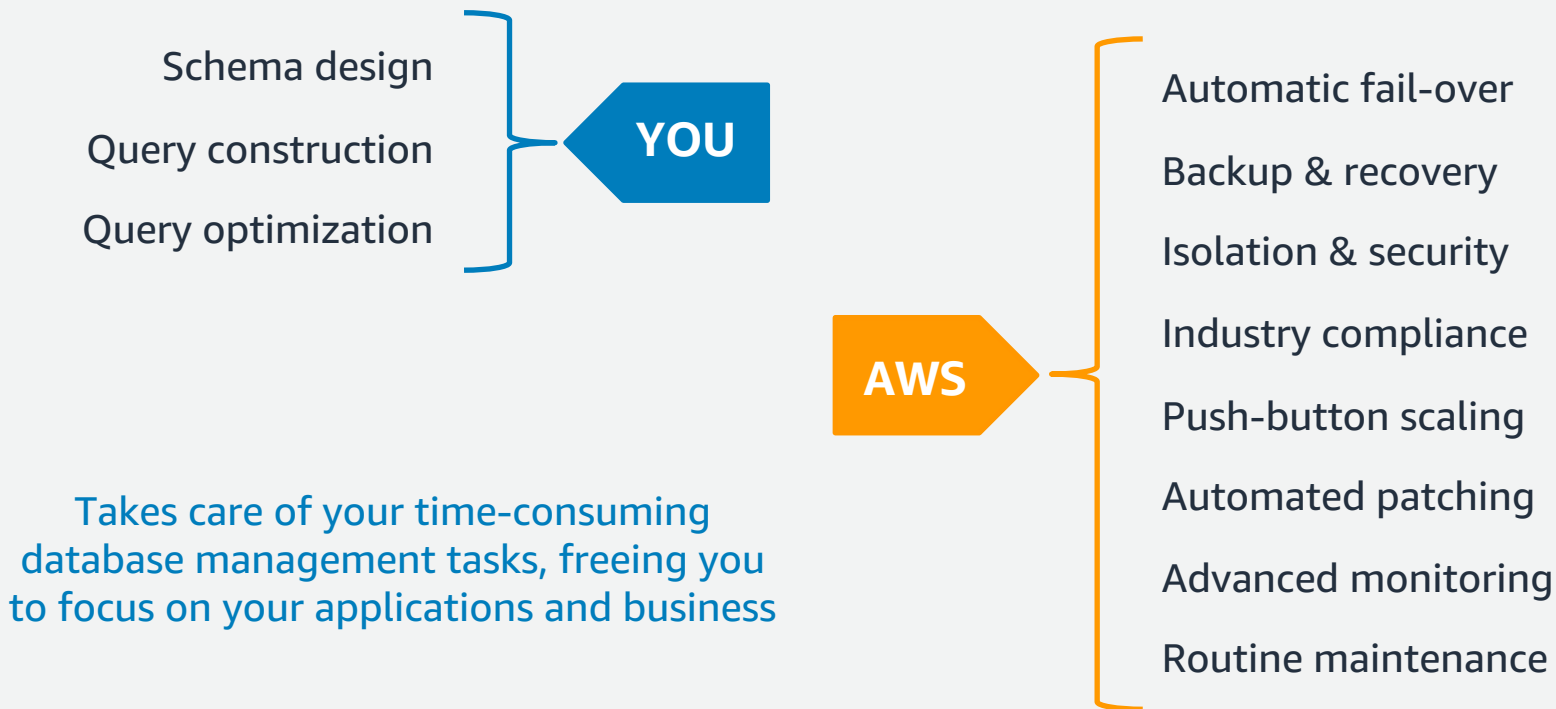 Schema design
Query construction
Query optimization
YOU
Takes care of your time-consuming
database management tasks, freeing you
to focus on your applications and business
AWS
Automatic fail-over
Backup & recovery
Isolation & security
Industry compliance
Push-button scaling
Automated patching
Advanced monitoring
Routine maintenance